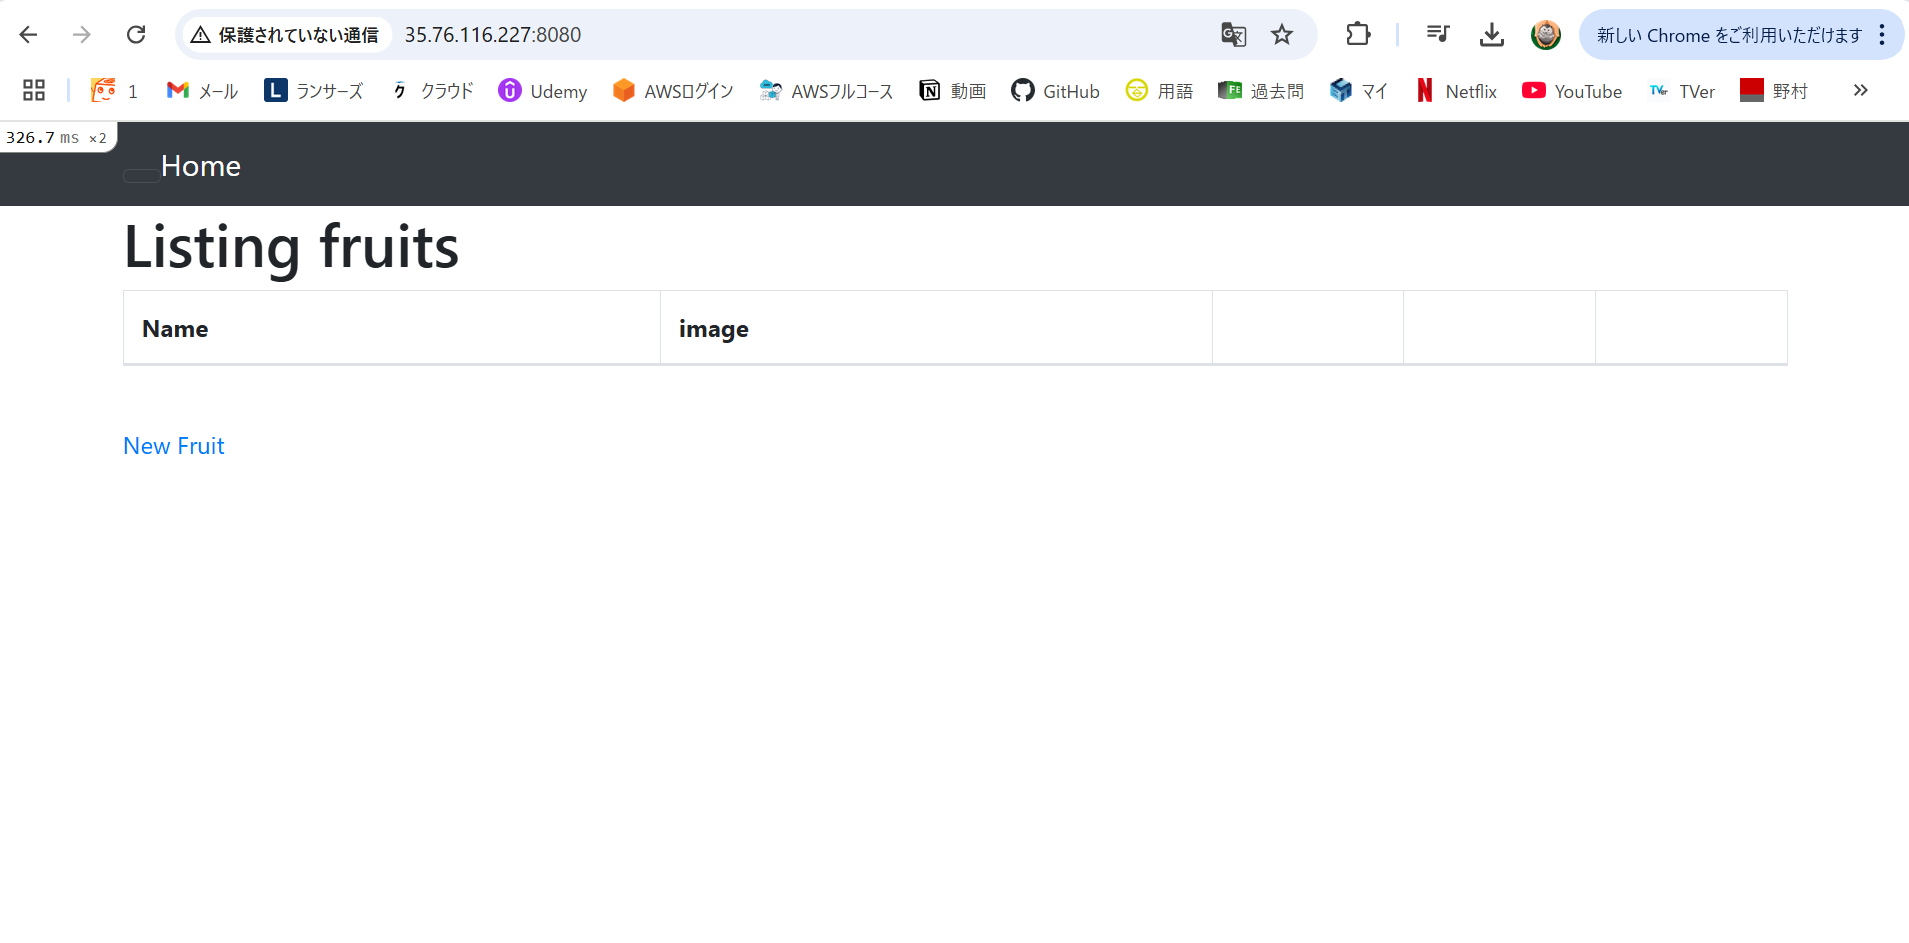 保護されていない通信 35.76.116.227:8080 新しい Chrome をご利用いただけます
1 メール L ランサーズ ク クラウド Udemy AWSログイン AWSフルコース 動画 GitHub 用語 FE 過去問 マイ Netflix YouTube TVer TVer 野村 »
326.7 ms ×2
Home
Listing fruits
Name image
New Fruit